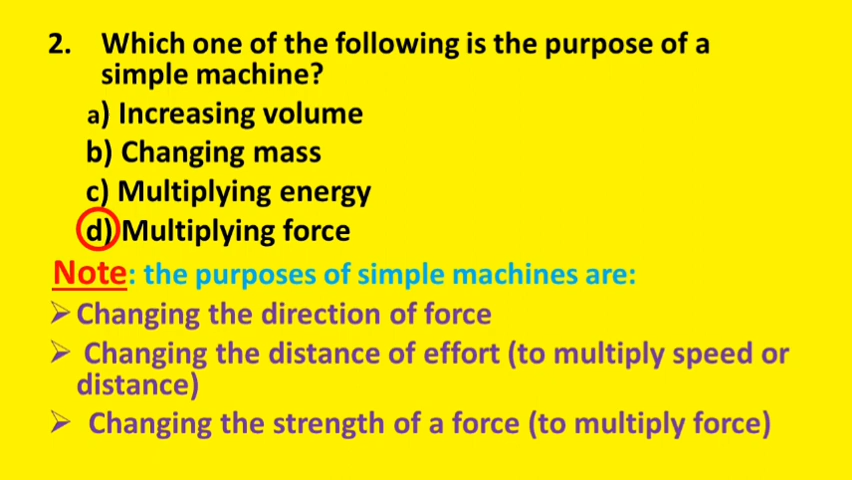 2. Which one of the following is the purpose of a
simple machine?
a) Increasing volume
b) Changing mass
c) Multiplying energy
d) Multiplying force
Note: the purposes of simple machines are:
➢ Changing the direction of force
➢ Changing the distance of effort (to multiply speed or
distance)
➢ Changing the strength of a force (to multiply force)